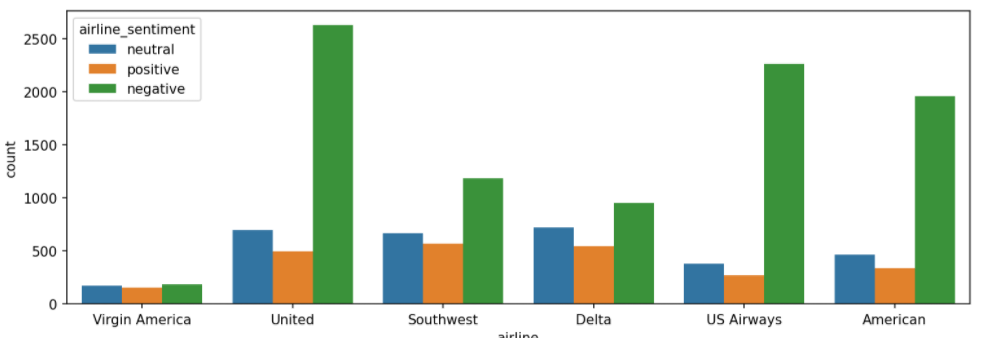 airline_sentiment
neutral
positive
negative
2500
2000
1500
1000
500
0
count
Virgin America United Southwest Delta US Airways American
airline